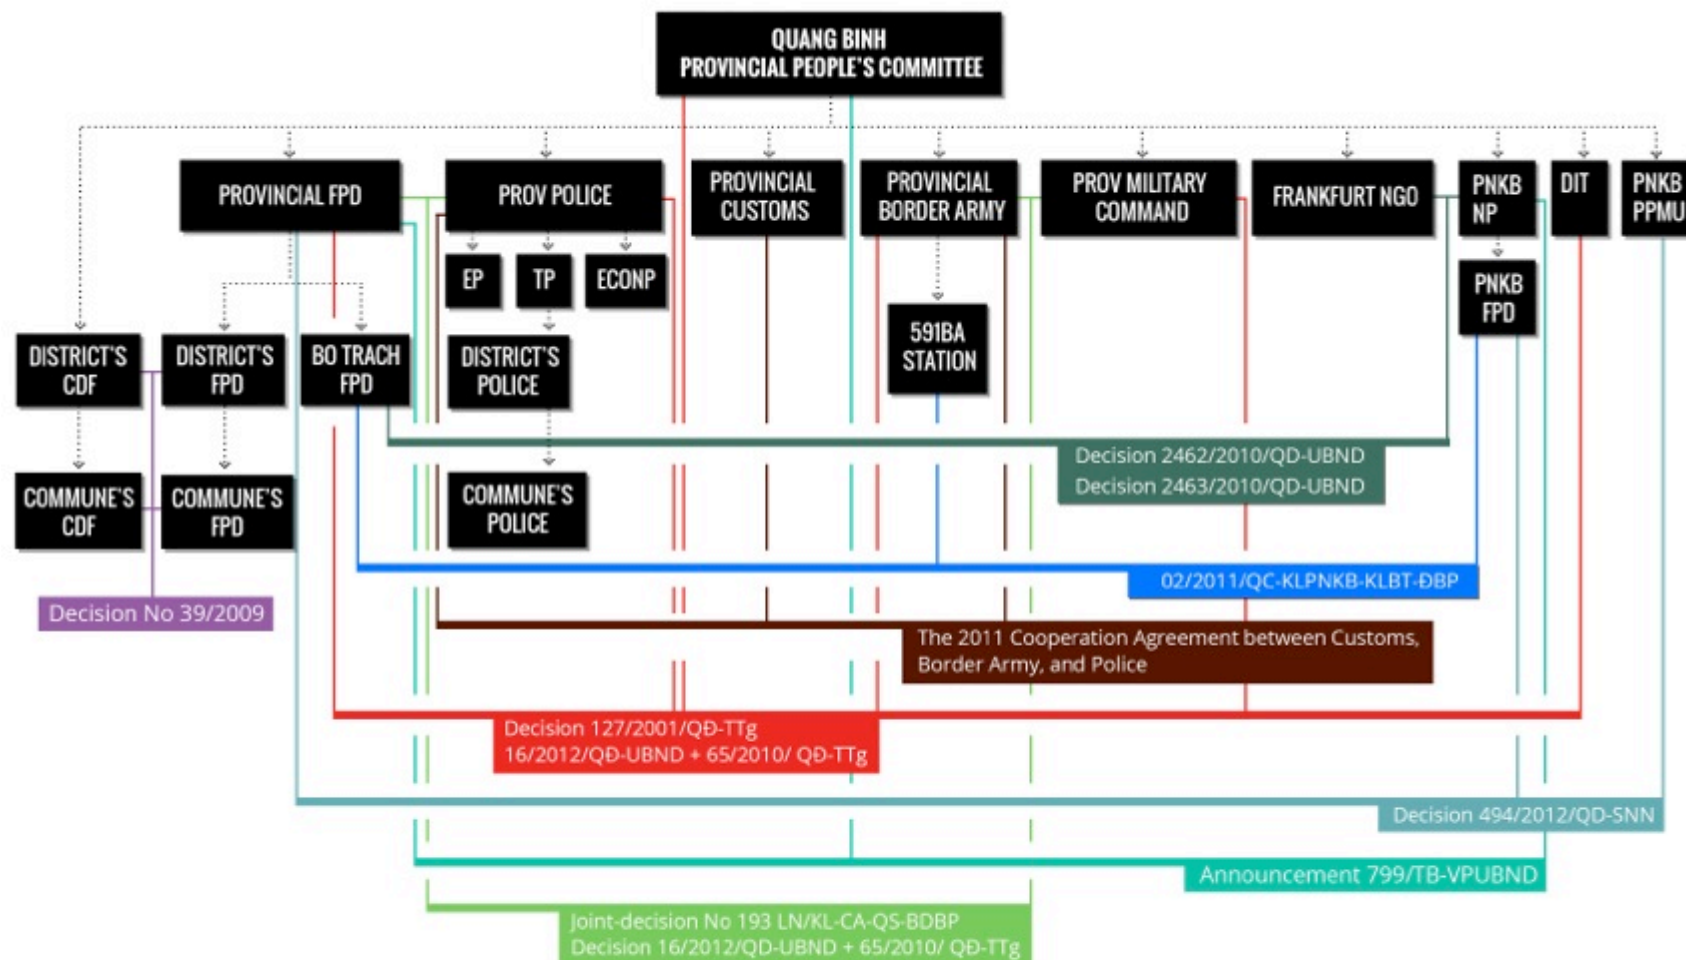 QUANG BINH
PROVINCIAL PEOPLE'S COMMITTEE
PROVINCIAL FPD
PROV POLICE
PROVINCIAL
CUSTOMS
PROVINCIAL
BORDER ARMY
PROV MILITARY
COMMAND
FRANKFURT NGO
PNKB
NP
DIT
PNKB
PPMU
EP
TP
ECONP
PNKB
FPD
591BA
STATION
DISTRICT'S
CDF
DISTRICT'S
FPD
BO TRACH
FPD
DISTRICT'S
POLICE
COMMUNE'S
CDF
COMMUNE'S
FPD
COMMUNE'S
POLICE
Decision 2462/2010/QD-UBND
Decision 2463/2010/QD-UBND
02/2011/QC-KLPNKB-KLBT-ĐBP
Decision No 39/2009
The 2011 Cooperation Agreement between Customs,
Border Army, and Police
Decision 127/2001/QĐ-TTg
16/2012/QĐ-UBND + 65/2010/ QĐ-TTg
Decision 494/2012/QD-SNN
Announcement 799/TB-VPUBND
Joint-decision No 193 LN/KL-CA-QS-BDBP
Decision 16/2012/QD-UBND + 65/2010/ QĐ-TTg